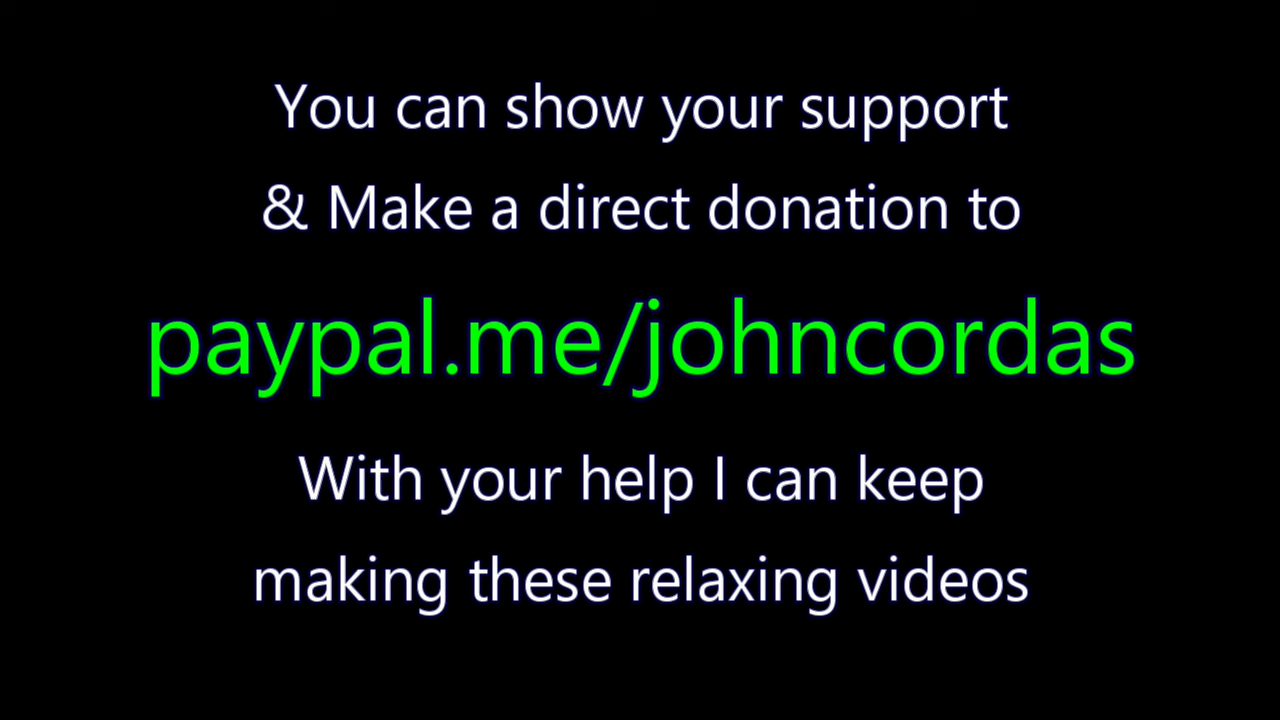 You can show your support
& Make a direct donation to
paypal.me/johncordas
With your help I can keep
making these relaxing videos